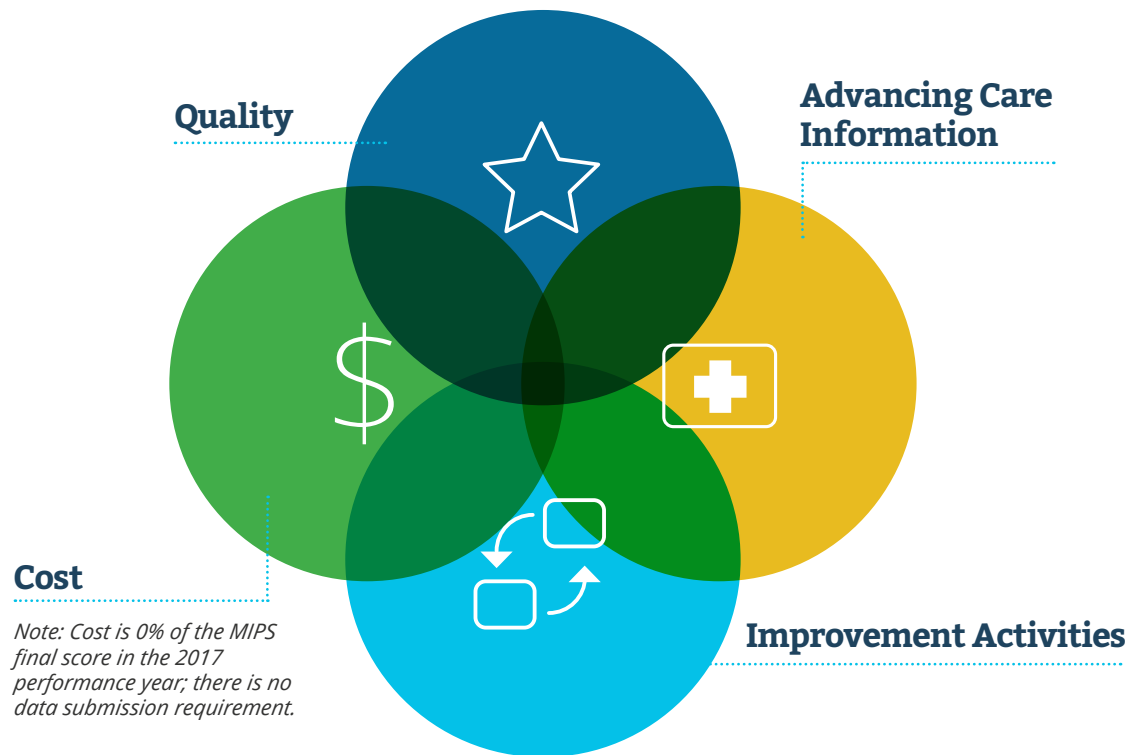 Quality
Advancing Care
Information
$
Cost
Note: Cost is 0% of the MIPS
final score in the 2017
performance year; there is no
data submission requirement.
Improvement Activities